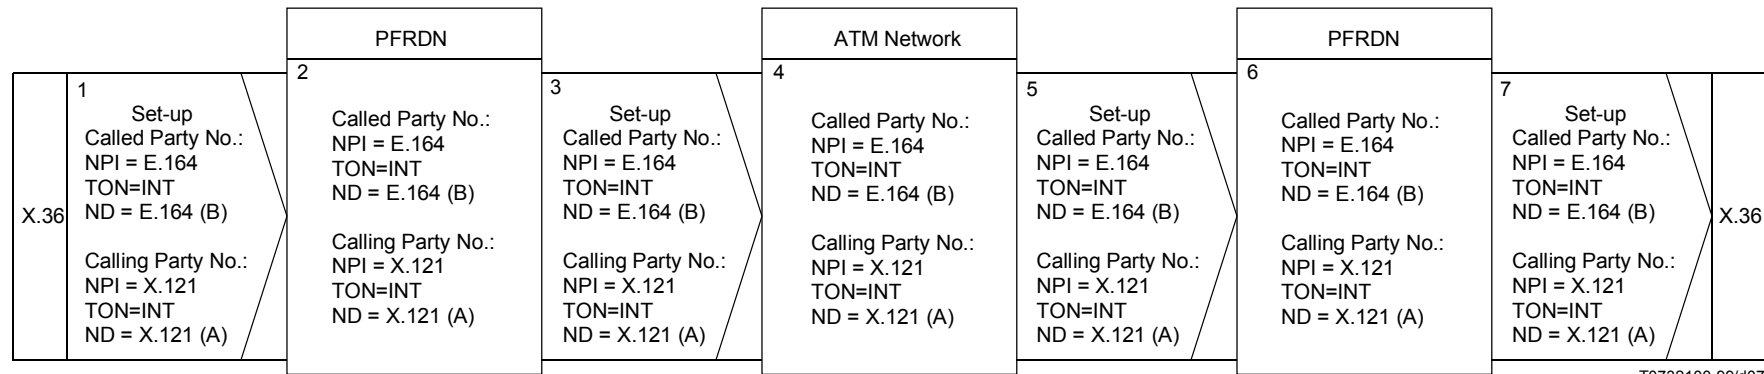 PFRDN
ATM Network
PFRDN
X.36
1
Set-up
Called Party No.:
NPI = E.164
TON=INT
ND = E.164 (B)
Calling Party No.:
NPI = X.121
TON=INT
ND = X.121 (A)
2
Called Party No.:
NPI = E.164
TON=INT
ND = E.164 (B)
Calling Party No.:
NPI = X.121
TON=INT
ND = X.121 (A)
3
Set-up
Called Party No.:
NPI = E.164
TON=INT
ND = E.164 (B)
Calling Party No.:
NPI = X.121
TON=INT
ND = X.121 (A)
4
Called Party No.:
NPI = E.164
TON=INT
ND = E.164 (B)
Calling Party No.:
NPI = X.121
TON=INT
ND = X.121 (A)
5
Set-up
Called Party No.:
NPI = E.164
TON=INT
ND = E.164 (B)
Calling Party No.:
NPI = X.121
TON=INT
ND = X.121 (A)
6
Called Party No.:
NPI = E.164
TON=INT
ND = E.164 (B)
Calling Party No.:
NPI = X.121
TON=INT
ND = X.121 (A)
7
Set-up
Called Party No.:
NPI = E.164
TON=INT
ND = E.164 (B)
Calling Party No.:
NPI = X.121
TON=INT
ND = X.121 (A)
X.36